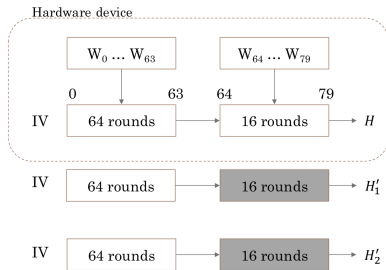 Hardware device
W₀ … W₆₃ W₆₄ … W₇₉
0 63 64 79
IV 64 rounds 16 rounds H
IV 64 rounds 16 rounds H′₁
IV 64 rounds 16 rounds H′₂